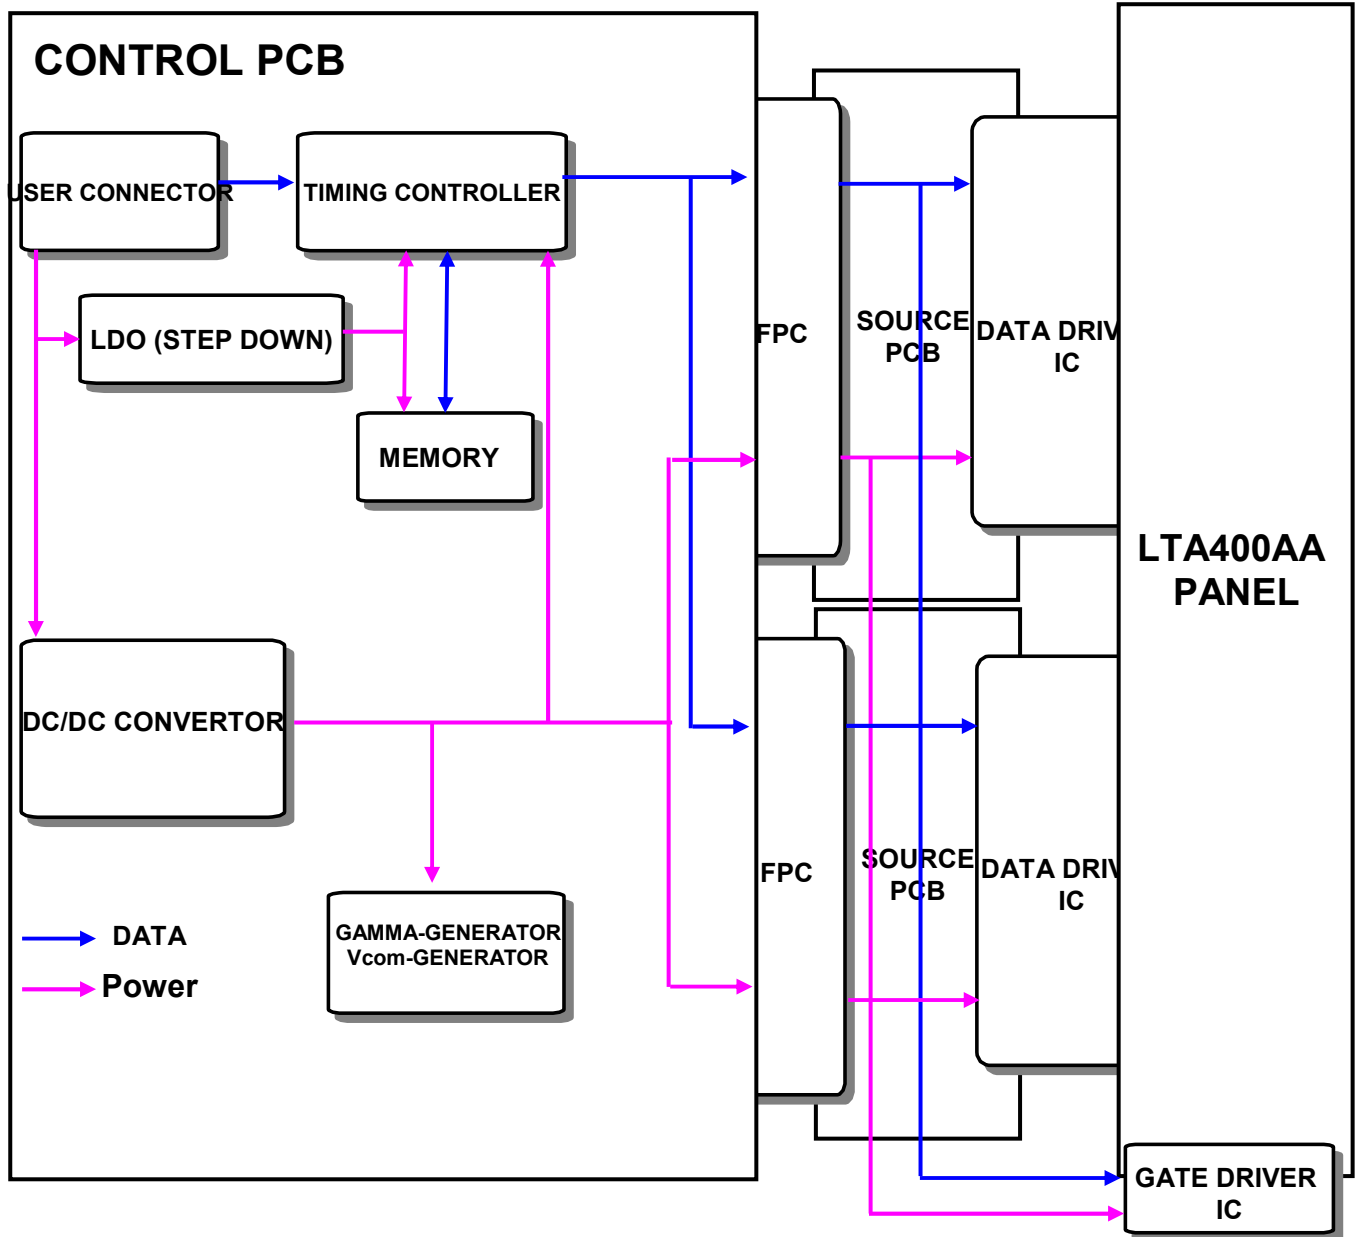 CONTROL PCB
USER CONNECTOR
TIMING CONTROLLER
LDO (STEP DOWN)
MEMORY
FPC
SOURCE
PCB
DATA DRIV
IC
LTA400AA
PANEL
DC/DC CONVERTOR
GAMMA-GENERATOR
Vcom-GENERATOR
FPC
SOURCE
PCB
DATA DRIV
IC
DATA
Power
GATE DRIVER
IC